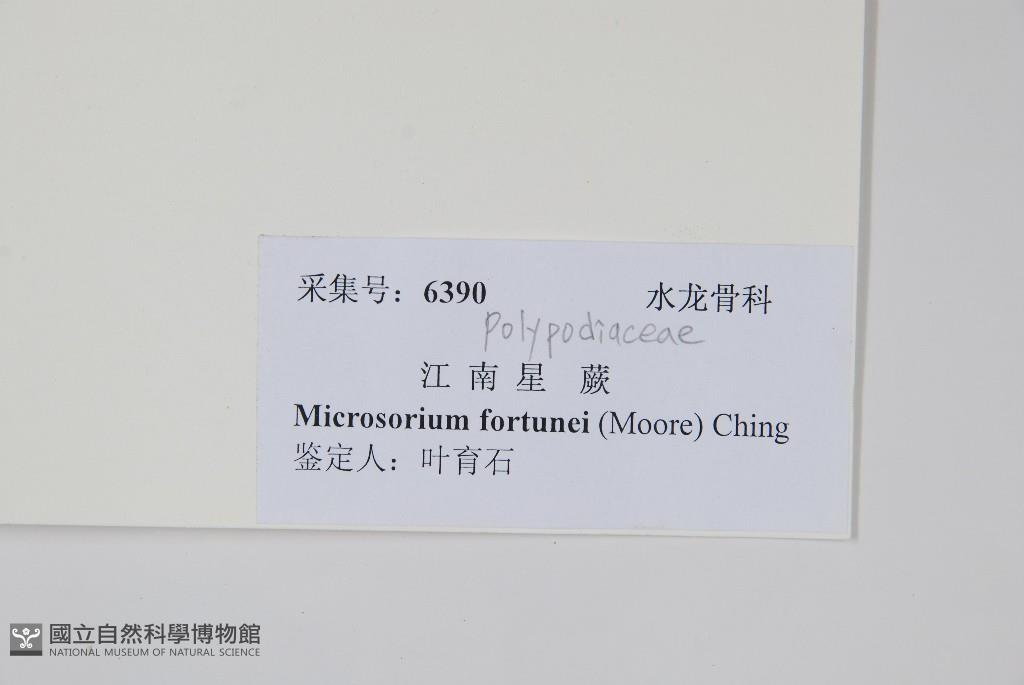 采集号：6390 水龙骨科
Polypodiaceae
江南星 蕨
Microsorium fortunei (Moore) Ching
鉴定人：叶育石
國立自然科學博物館
NATIONAL MUSEUM OF NATURAL SCIENCE